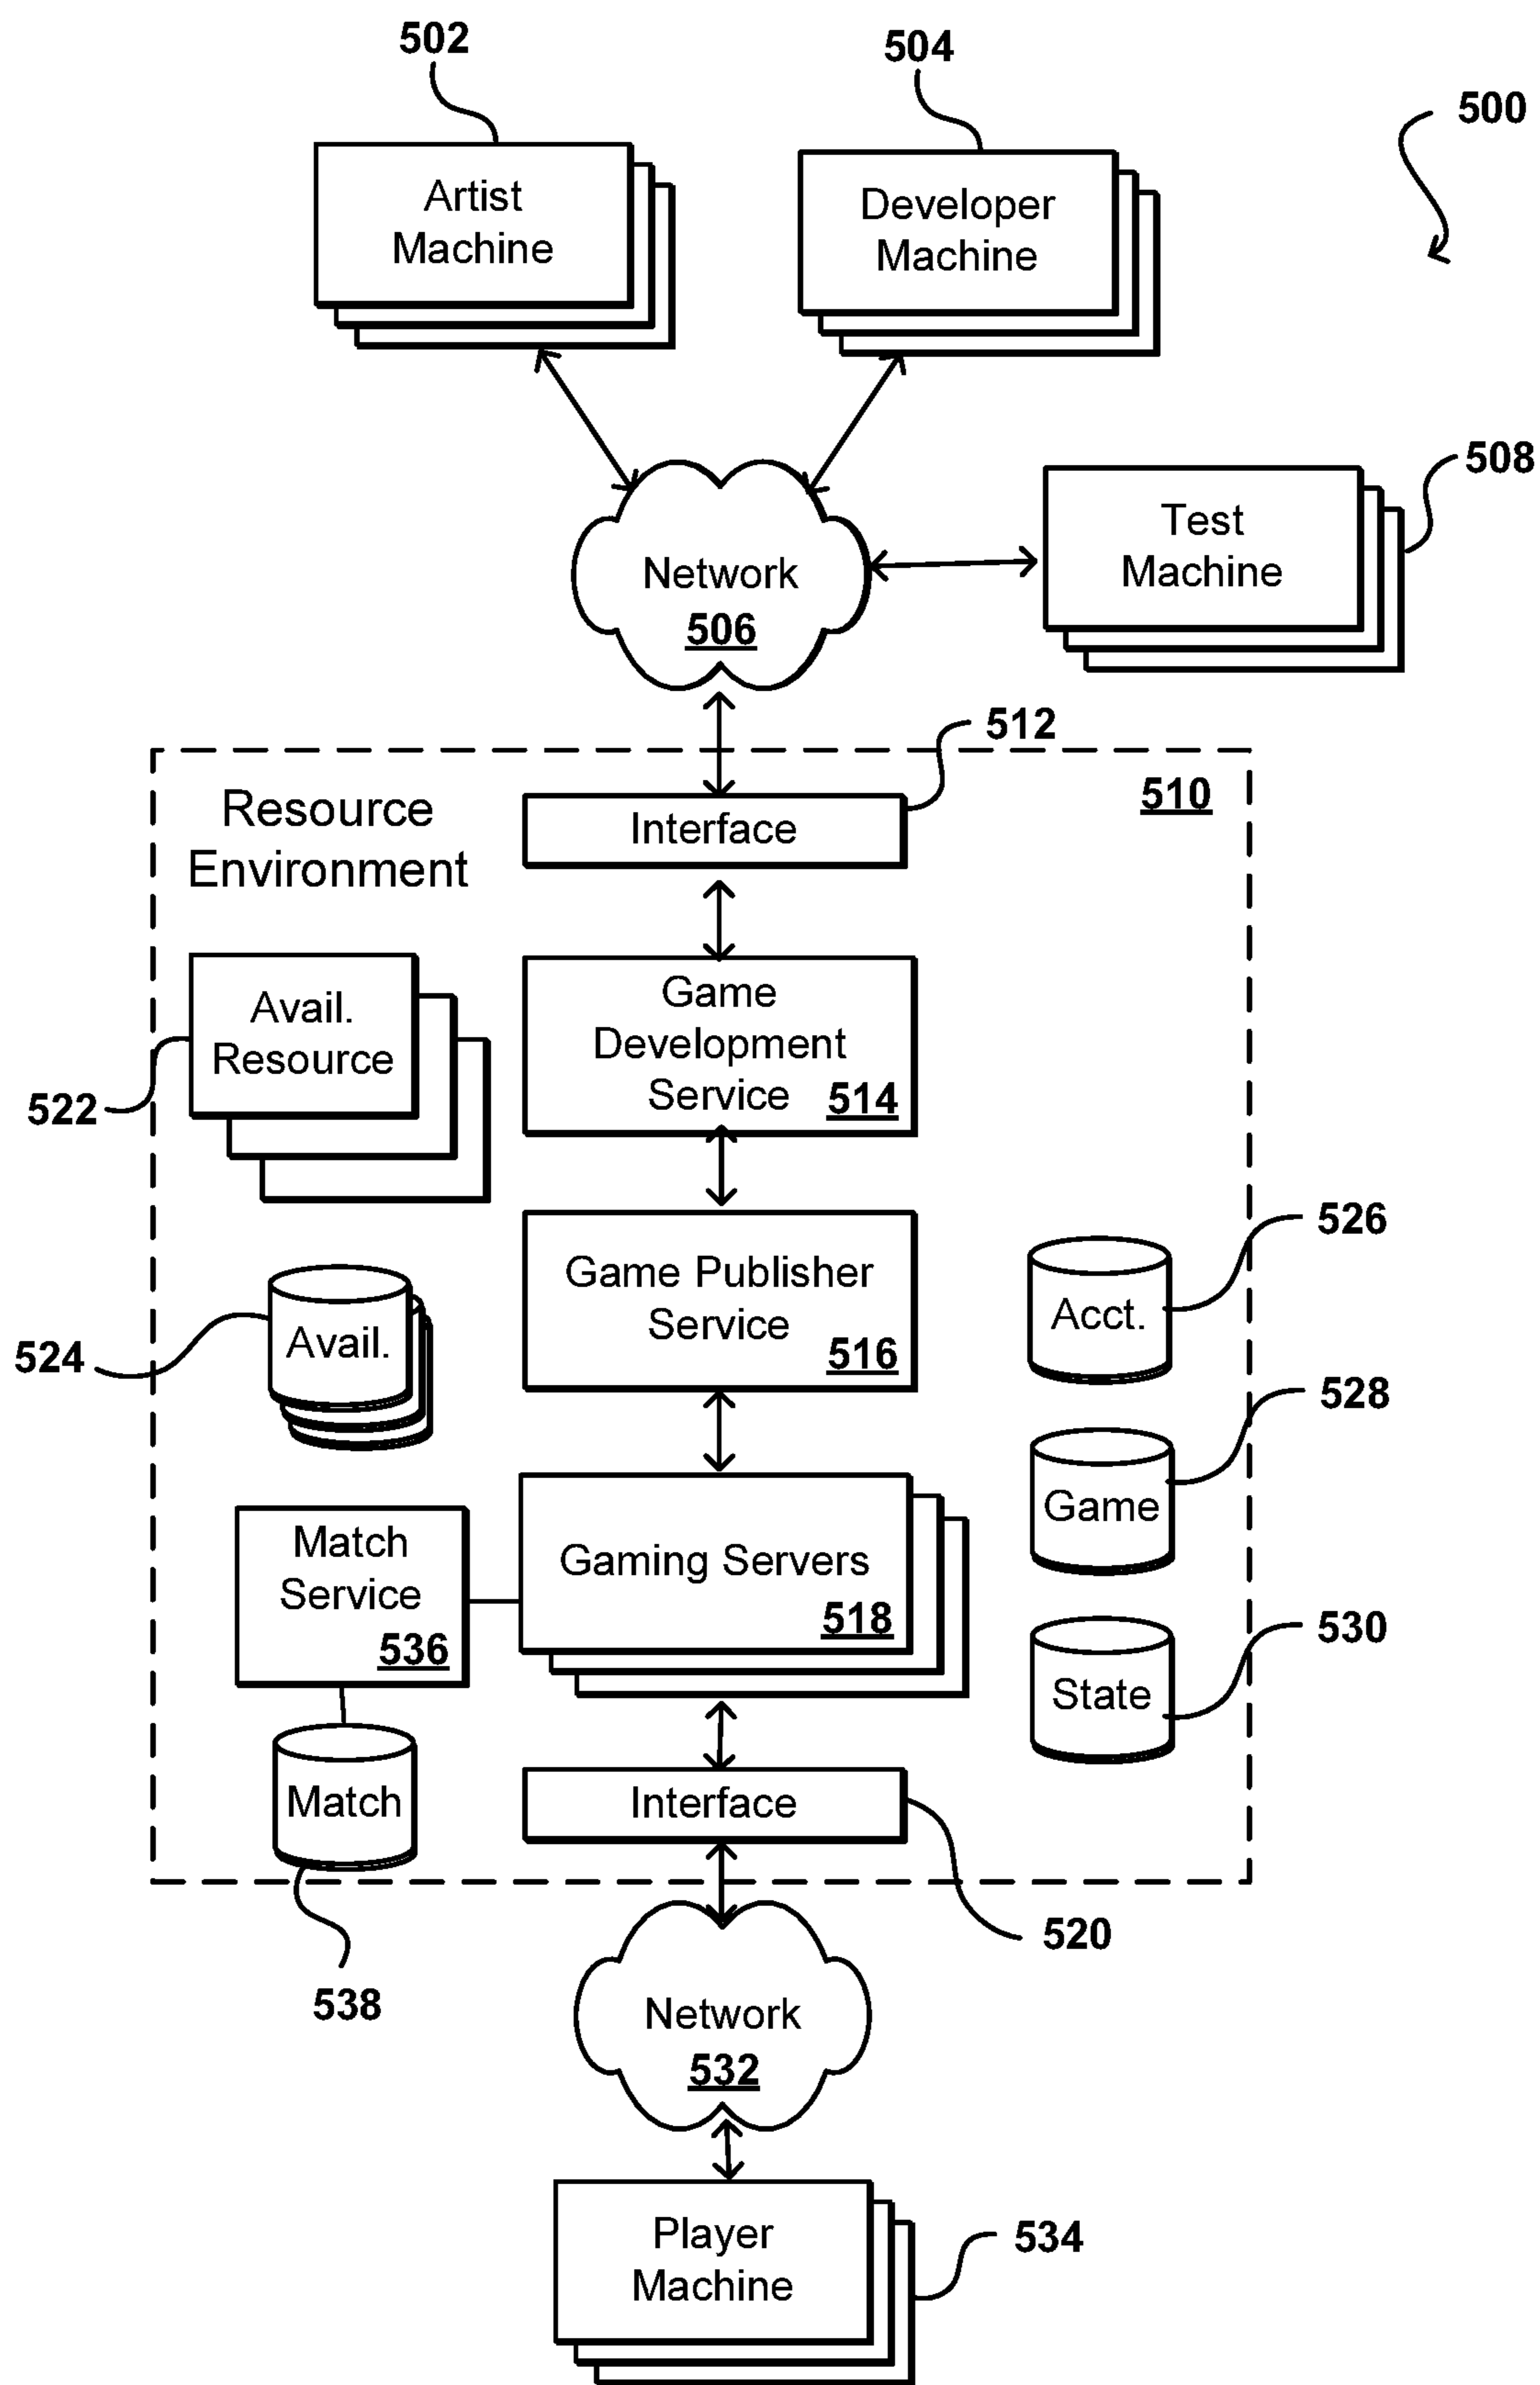 502
504
500
Artist
Machine
Developer
Machine
508
Test
Machine
Network
506
512
Resource
Environment
510
Interface
Avail.
Resource
522
Game
Development
Service 514
526
Game Publisher
Service
516
Acct.
524
Avail.
528
Game
Match
Service
536
Gaming Servers
518
530
State
Match
Interface
520
538
Network
532
Player
Machine
534